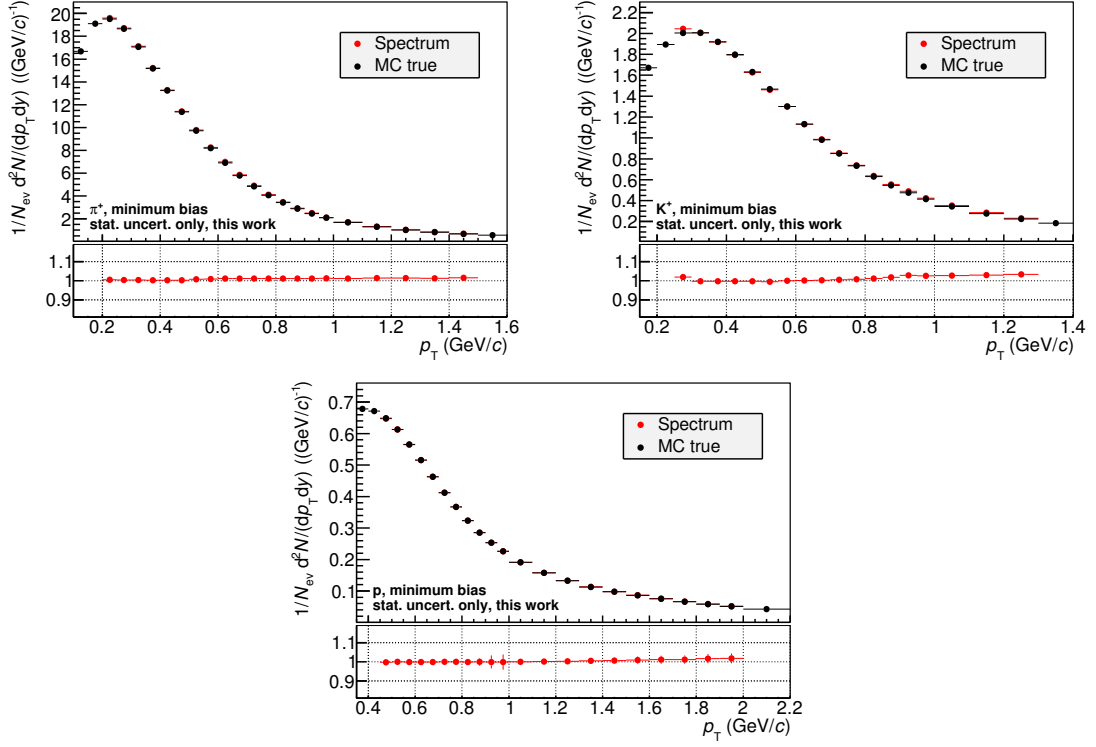 1/N_ev d²N/(dp_T dy) ((GeV/c)⁻¹)
20
18
16
14
12
10
8
6
4
2
Spectrum
MC true
π⁺, minimum bias
stat. uncert. only, this work
1.1
1
0.9
0.2 0.4 0.6 0.8 1 1.2 1.4 1.6
p_T (GeV/c)
1/N_ev d²N/(dp_T dy) ((GeV/c)⁻¹)
2.2
2
1.8
1.6
1.4
1.2
1
0.8
0.6
0.4
0.2
Spectrum
MC true
K⁺, minimum bias
stat. uncert. only, this work
1.1
1
0.9
0.2 0.4 0.6 0.8 1 1.2 1.4
p_T (GeV/c)
1/N_ev d²N/(dp_T dy) ((GeV/c)⁻¹)
0.7
0.6
0.5
0.4
0.3
0.2
0.1
Spectrum
MC true
p, minimum bias
stat. uncert. only, this work
1.1
1
0.9
0.4 0.6 0.8 1 1.2 1.4 1.6 1.8 2 2.2
p_T (GeV/c)